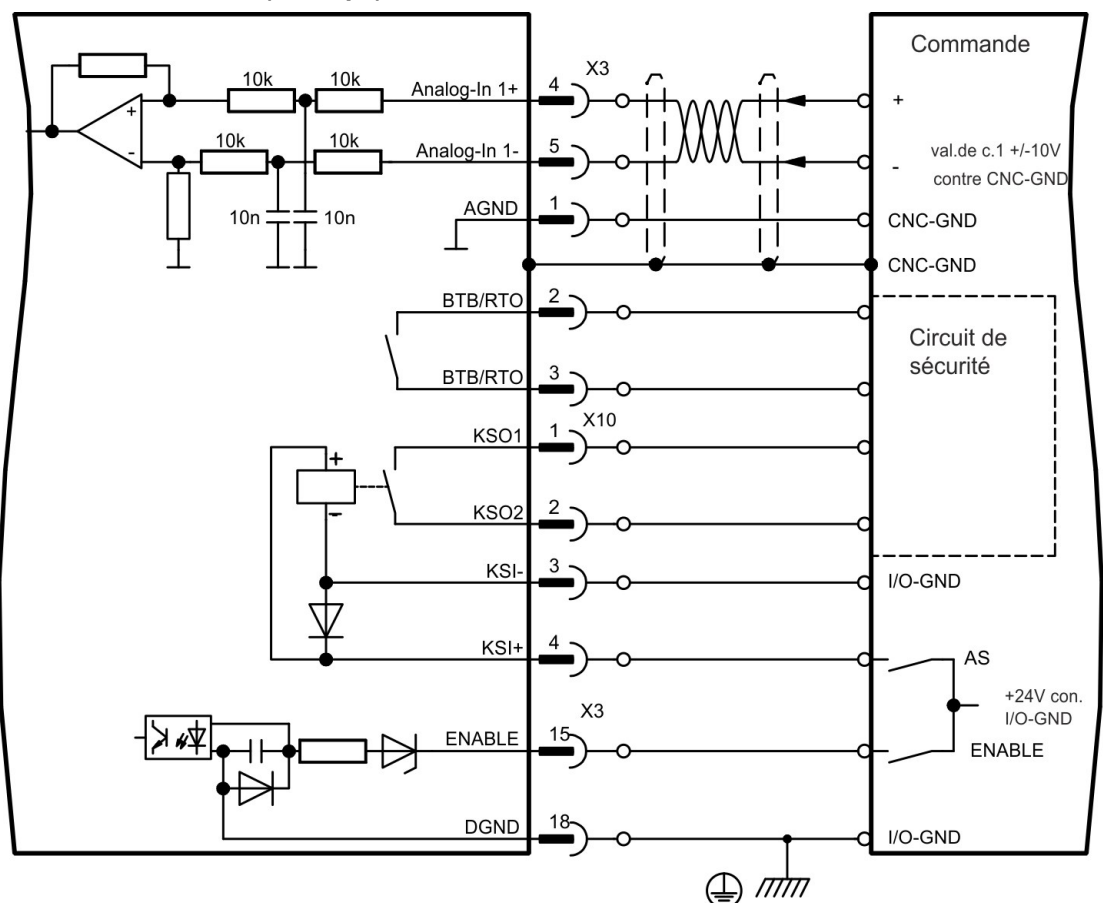 Commande
X3
10k
10k
Analog-In 1+
4
+
+
10k
10k
Analog-In 1-
5
-
-
val.de c.1 +/-10V
contre CNC-GND
10n
10n
AGND
1
CNC-GND
CNC-GND
BTB/RTO
2
Circuit de
sécurité
BTB/RTO
3
X10
KSO1
1
+
-
KSO2
2
KSI-
3
I/O-GND
KSI+
4
AS
+24V con.
I/O-GND
X3
ENABLE
15
ENABLE
DGND
18
I/O-GND